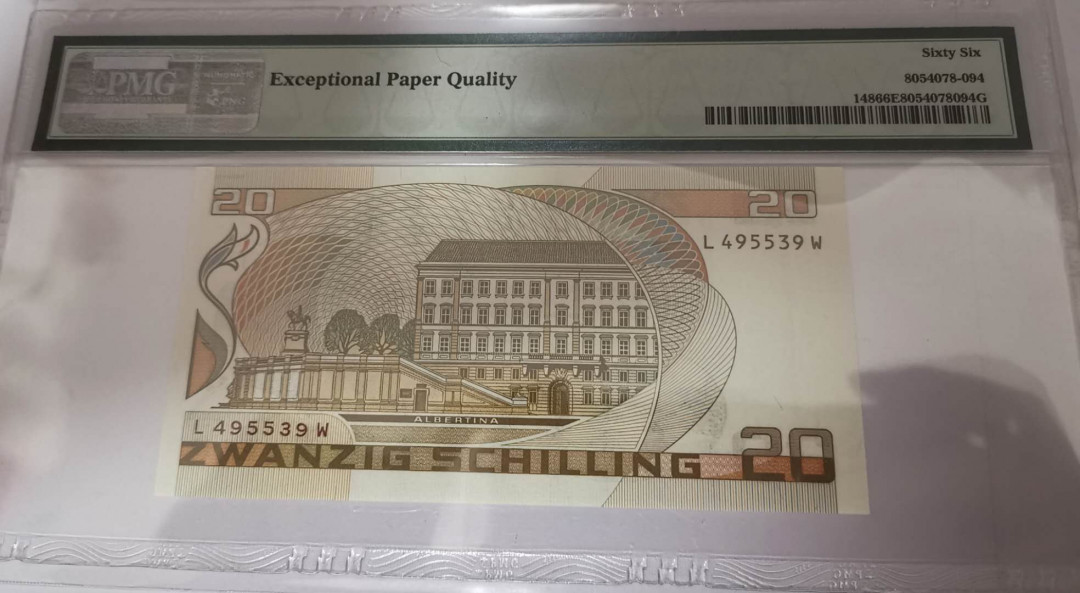 PMG
Exceptional Paper Quality
Sixty Six
8054078-094
14866E8054078094G
20
20
L 495539 W
ALBERTINA
L 495539 W
ZWANZIG SCHILLING
20